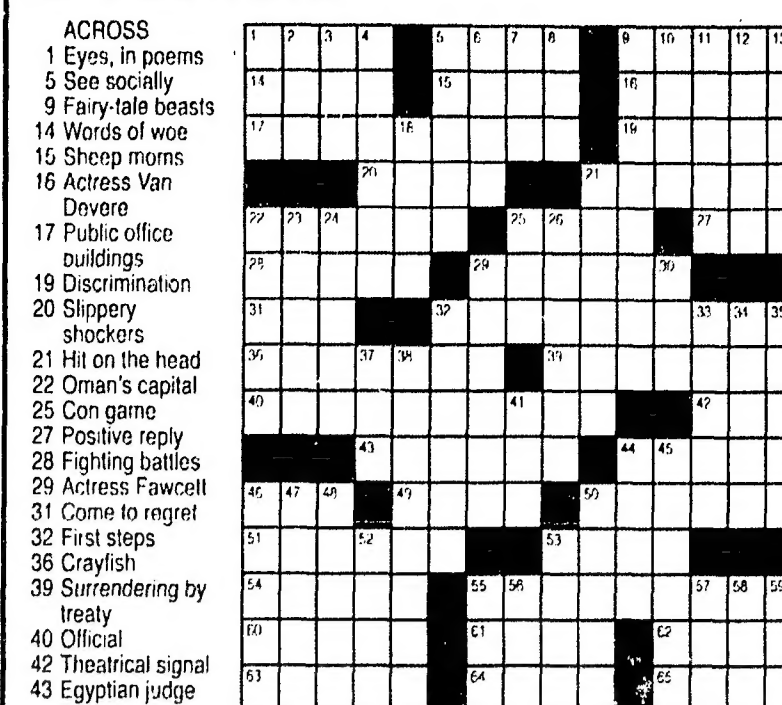 ACROSS
1 Eyes, in poems
5 See socially
9 Fairy-tale beasts
14 Words of woe
15 Sheep moms
16 Actress Van
Devere
17 Public office
buildings
19 Discrimination
20 Slippery
shockers
21 Hit on the head
22 Oman's capital
25 Con game
27 Positive reply
28 Fighting battles
29 Actress Fawcett
31 Come to regret
32 First steps
36 Crayfish
39 Surrendering by
treaty
40 Official
42 Theatrical signal
43 Egyptian judge
1 2 3 4 5 6 7 8 9 10 11 12 13
14 15 16
17 18 19
20 21
22 23 24 25 26 27
28 29 30
31 32 33 34 35
36 37 38 39
40 41 42
43 44 45
46 47 48 49 50
51 52 53
54 55 56 57 58 59
60 61 62
63 64 65